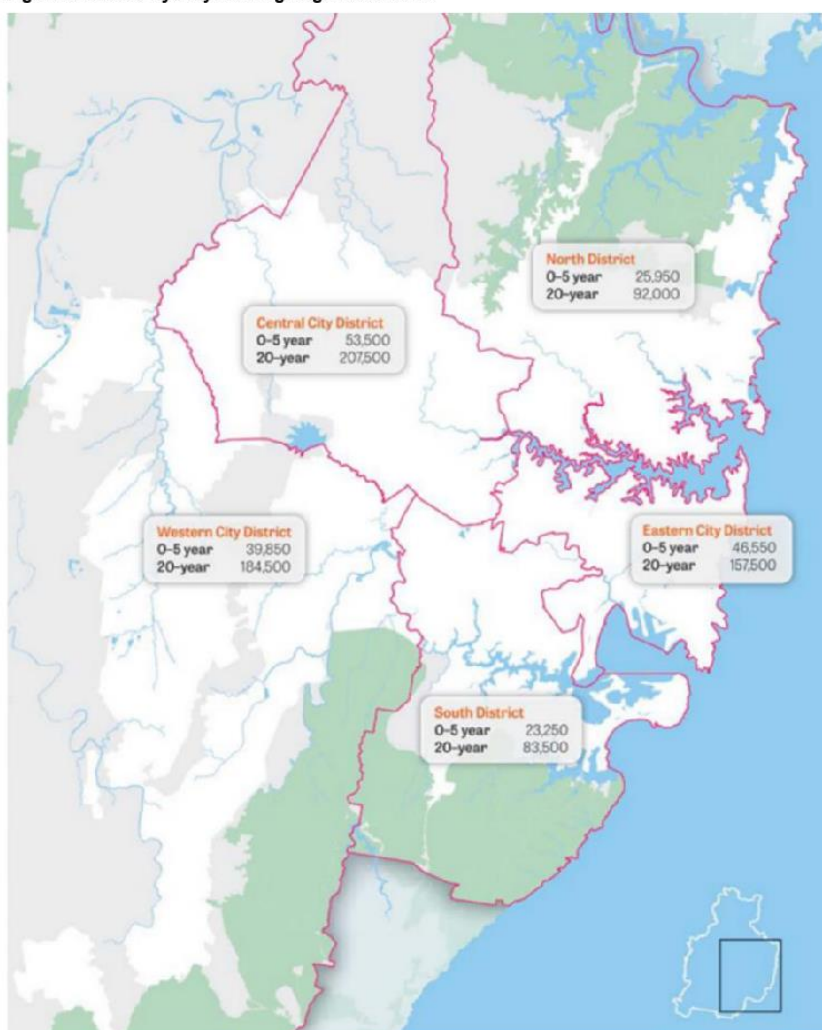 North District
0–5 year 25,950
20–year 92,000
Central City District
0–5 year 53,500
20–year 207,500
Western City District
0–5 year 39,850
20–year 184,500
Eastern City District
0–5 year 46,550
20–year 157,500
South District
0–5 year 23,250
20–year 83,500